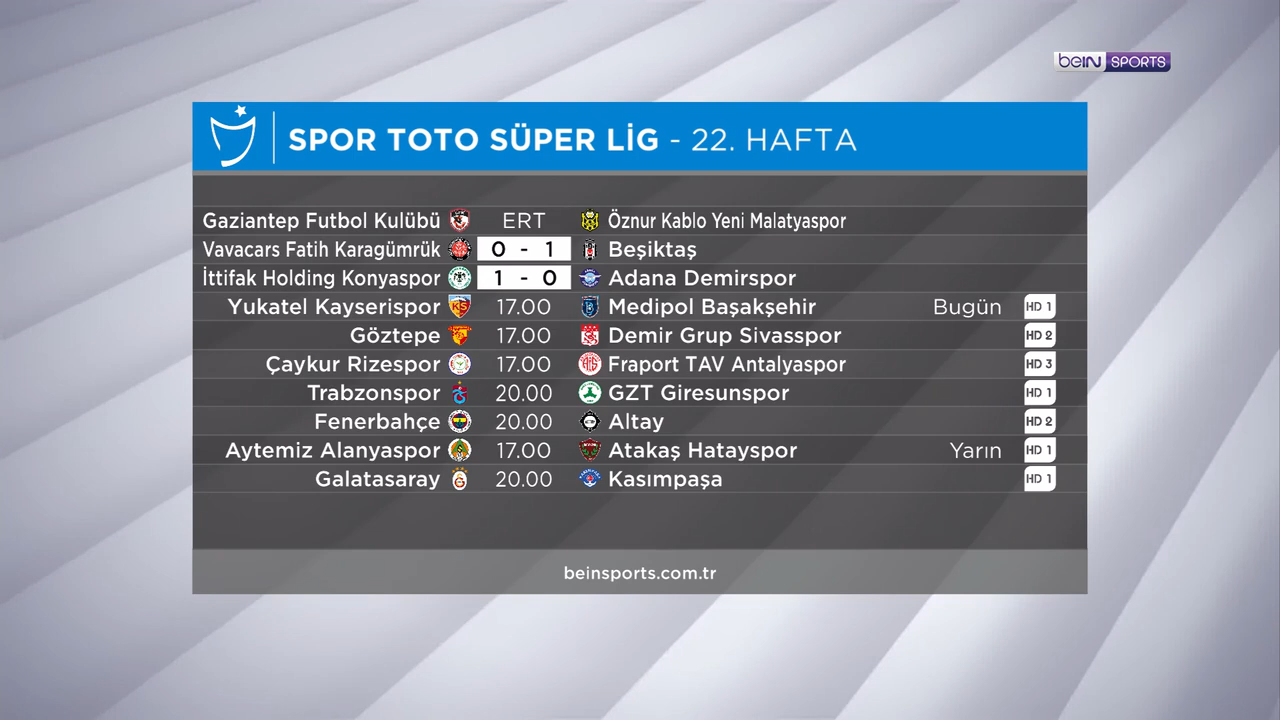 beIN SPORTS
SPOR TOTO SÜPER LİG - 22. HAFTA
Gaziantep Futbol Kulübü ERT Öznur Kablo Yeni Malatyaspor
Vavacars Fatih Karagümrük 0 - 1 Beşiktaş
İttifak Holding Konyaspor 1 - 0 Adana Demirspor
Yukatel Kayserispor 17.00 Medipol Başakşehir Bugün HD 1
Göztepe 17.00 Demir Grup Sivasspor HD 2
Çaykur Rizespor 17.00 Fraport TAV Antalyaspor HD 3
Trabzonspor 20.00 GZT Giresunspor HD 1
Fenerbahçe 20.00 Altay HD 2
Aytemiz Alanyaspor 17.00 Atakaş Hatayspor Yarın HD 1
Galatasaray 20.00 Kasımpaşa HD 1
beinsports.com.tr